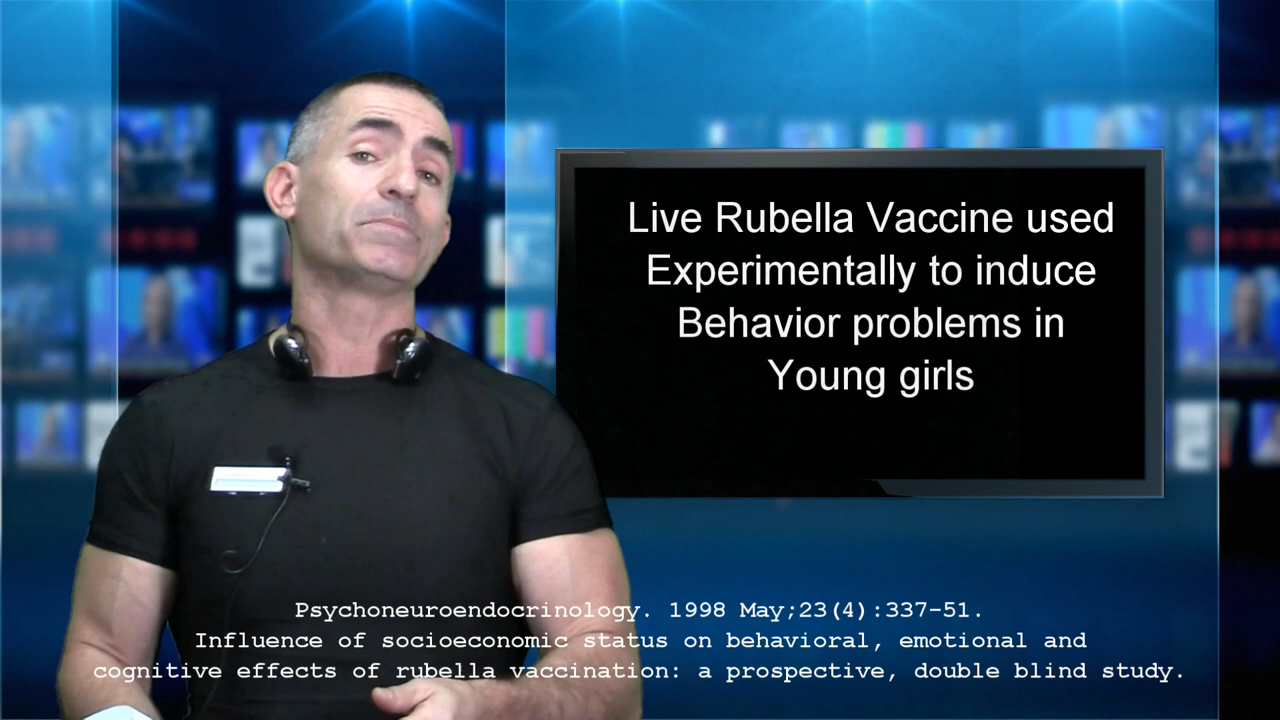 Live Rubella Vaccine used
Experimentally to induce
Behavior problems in
Young girls
Psychoneuroendocrinology. 1998 May;23(4):337-51.
Influence of socioeconomic status on behavioral, emotional and
cognitive effects of rubella vaccination: a prospective, double blind study.